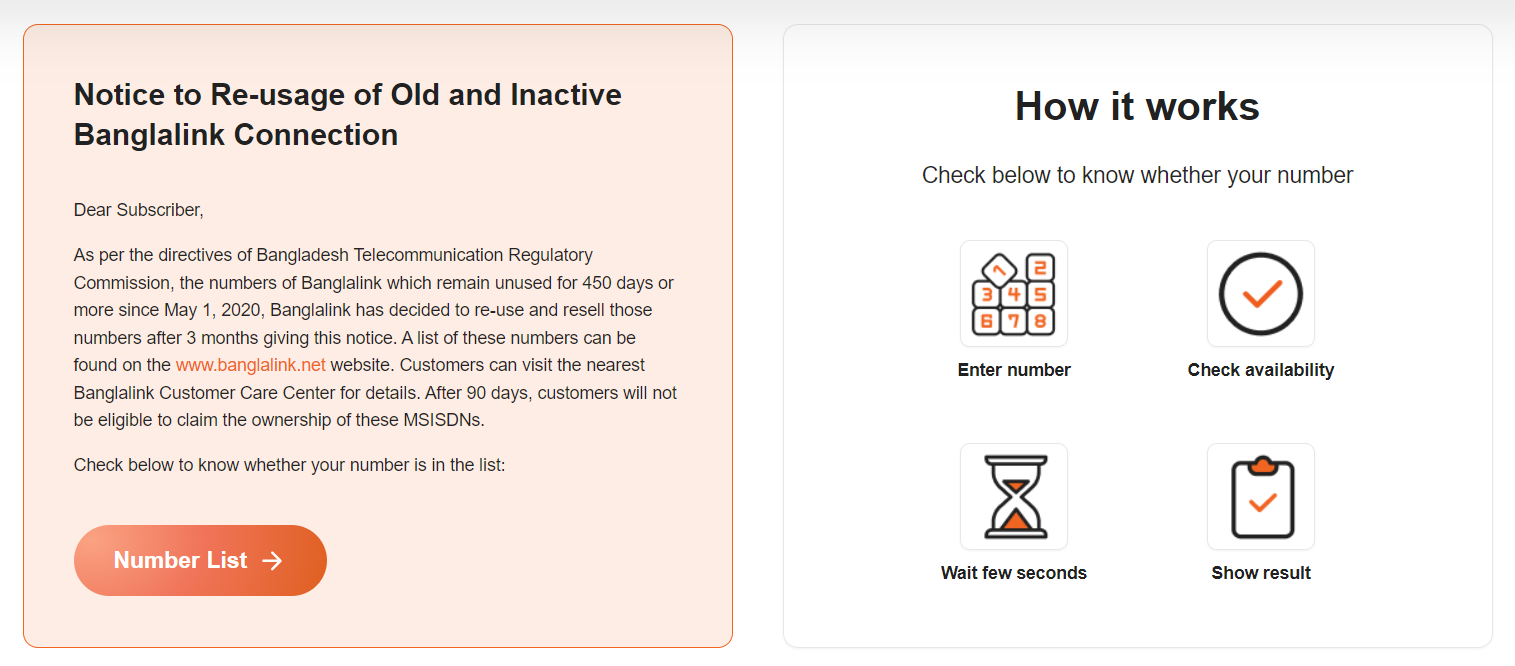 Notice to Re-usage of Old and Inactive
Banglalink Connection
Dear Subscriber,
As per the directives of Bangladesh Telecommunication Regulatory
Commission, the numbers of Banglalink which remain unused for 450 days or
more since May 1, 2020, Banglalink has decided to re-use and resell those
numbers after 3 months giving this notice. A list of these numbers can be
found on the www.banglalink.net website. Customers can visit the nearest
Banglalink Customer Care Center for details. After 90 days, customers will not
be eligible to claim the ownership of these MSISDNs.
Check below to know whether your number is in the list:
Number List →
How it works
Check below to know whether your number
1 2
3 4 5
6 7 8
Enter number
Check availability
Wait few seconds
Show result